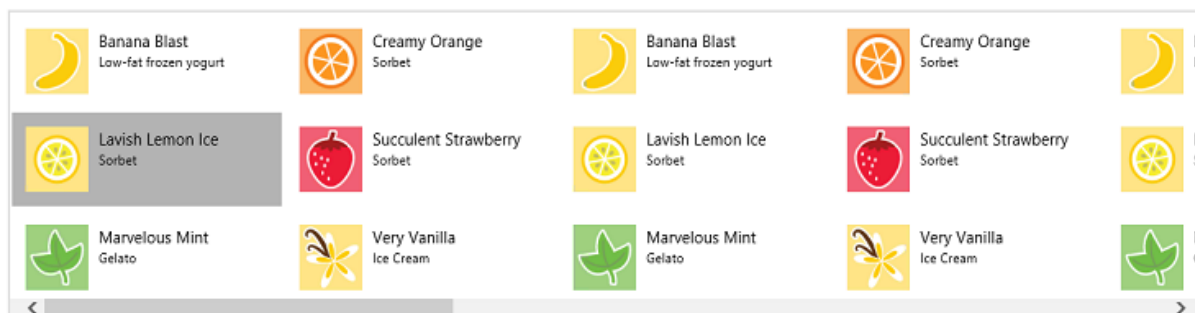 Banana Blast
Low-fat frozen yogurt
Creamy Orange
Sorbet
Banana Blast
Low-fat frozen yogurt
Creamy Orange
Sorbet
Lavish Lemon Ice
Sorbet
Succulent Strawberry
Sorbet
Lavish Lemon Ice
Sorbet
Succulent Strawberry
Sorbet
Marvelous Mint
Gelato
Very Vanilla
Ice Cream
Marvelous Mint
Gelato
Very Vanilla
Ice Cream